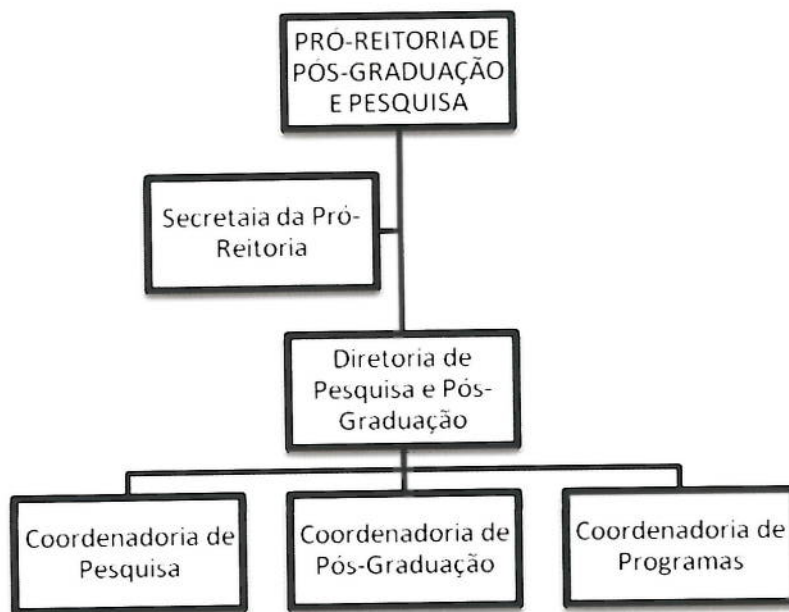 PRÓ-REITORIA DE
PÓS-GRADUAÇÃO
E PESQUISA
Secretaia da Pró-
Reitoria
Diretoria de
Pesquisa e Pós-
Graduação
Coordenadoria de
Pesquisa
Coordenadoria de
Pós-Graduação
Coordenadoria de
Programas